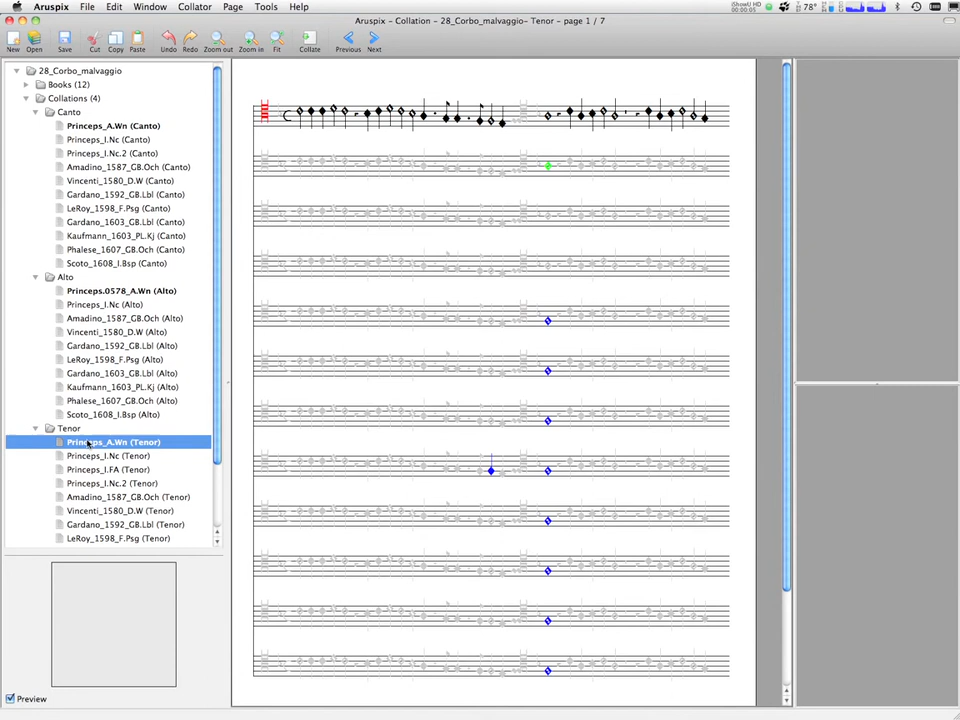 Aruspix File Edit Window Collator Page Tools Help
Aruspix - Collation - 28_Corbo_malvaggio- Tenor - page 1 / 7
New Open Save Cut Copy Paste Undo Redo Zoom out Zoom in Fit Collate Previous Next
28_Corbo_malvaggio
Books (12)
Collations (4)
Canto
Princeps_A.Wn (Canto)
Princeps_I.Nc (Canto)
Princeps_I.Nc.2 (Canto)
Amadino_1587_GB.Och (Canto)
Vincenti_1580_D.W (Canto)
Gardano_1592_GB.Lbl (Canto)
LeRoy_1598_F.Psg (Canto)
Gardano_1603_GB.Lbl (Canto)
Kaufmann_1603_PL.Kj (Canto)
Phalese_1607_GB.Och (Canto)
Scoto_1608_I.Bsp (Canto)
Alto
Princeps.0578_A.Wn (Alto)
Princeps_I.Nc (Alto)
Amadino_1587_GB.Och (Alto)
Vincenti_1580_D.W (Alto)
Gardano_1592_GB.Lbl (Alto)
LeRoy_1598_F.Psg (Alto)
Gardano_1603_GB.Lbl (Alto)
Kaufmann_1603_PL.Kj (Alto)
Phalese_1607_GB.Och (Alto)
Scoto_1608_I.Bsp (Alto)
Tenor
Princeps_A.Wn (Tenor)
Princeps_I.Nc (Tenor)
Princeps_I.FA (Tenor)
Princeps_I.Nc.2 (Tenor)
Amadino_1587_GB.Och (Tenor)
Vincenti_1580_D.W (Tenor)
Gardano_1592_GB.Lbl (Tenor)
LeRoy_1598_F.Psg (Tenor)
Preview